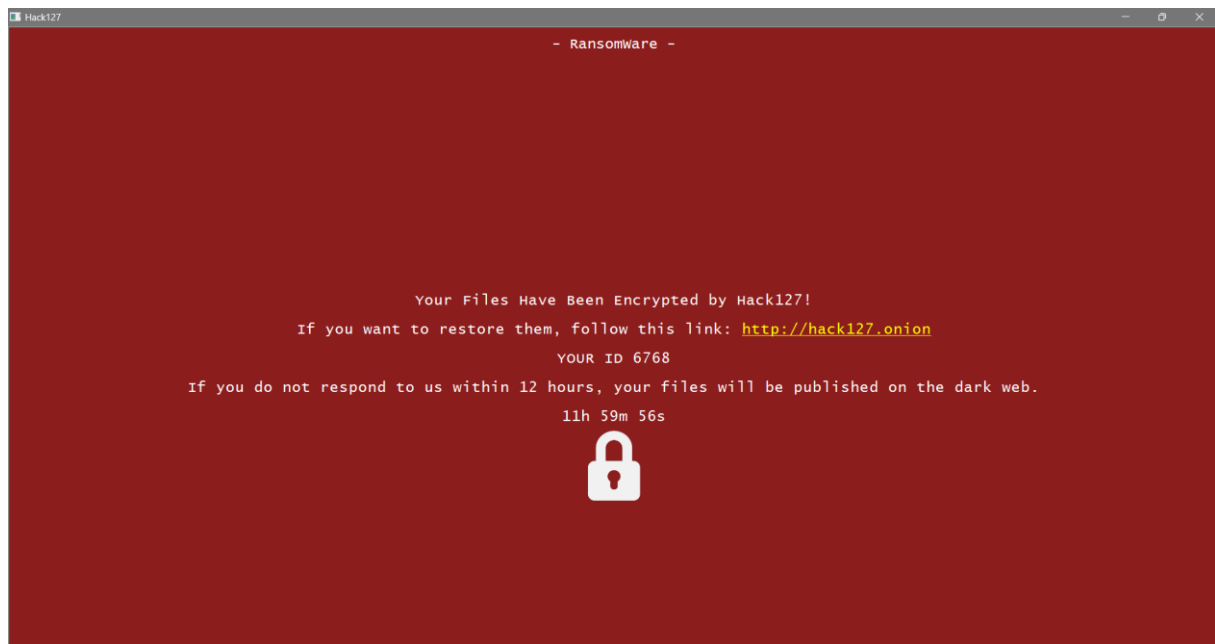 Hack127
- RansomWare -
Your Files Have Been Encrypted by Hack127!
If you want to restore them, follow this link: http://hack127.onion
YOUR ID 6768
If you do not respond to us within 12 hours, your files will be published on the dark web.
11h 59m 56s